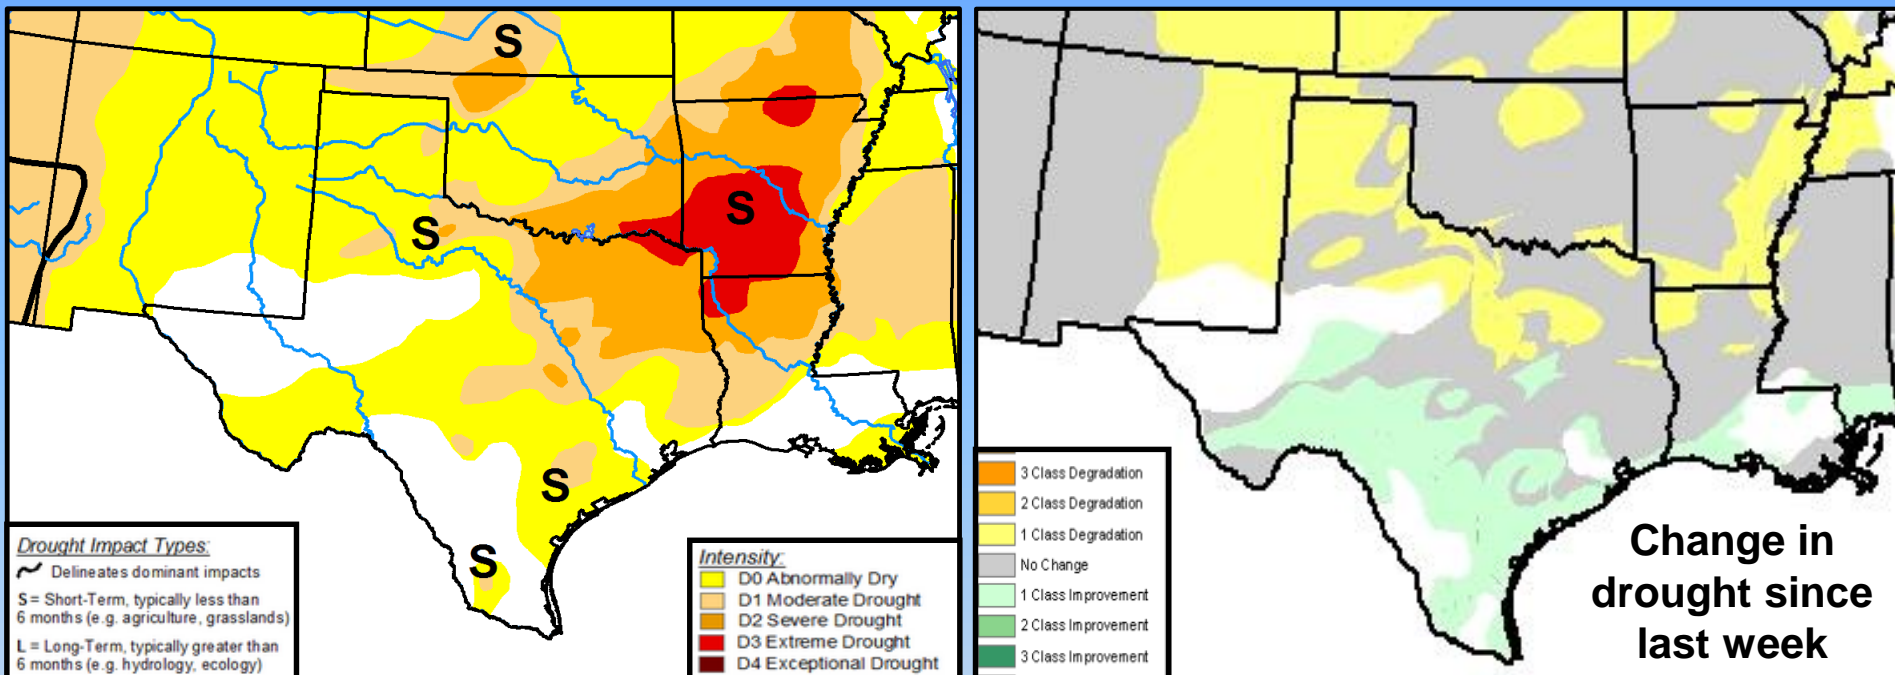 S
S
S
S
S
Drought Impact Types:
Delineates dominant impacts
S = Short-Term, typically less than
6 months (e.g. agriculture, grasslands)
L = Long-Term, typically greater than
6 months (e.g. hydrology, ecology)
Intensity:
D0 Abnormally Dry
D1 Moderate Drought
D2 Severe Drought
D3 Extreme Drought
D4 Exceptional Drought
3 Class Degradation
2 Class Degradation
1 Class Degradation
No Change
1 Class Improvement
2 Class Improvement
3 Class Improvement
Change in
drought since
last week